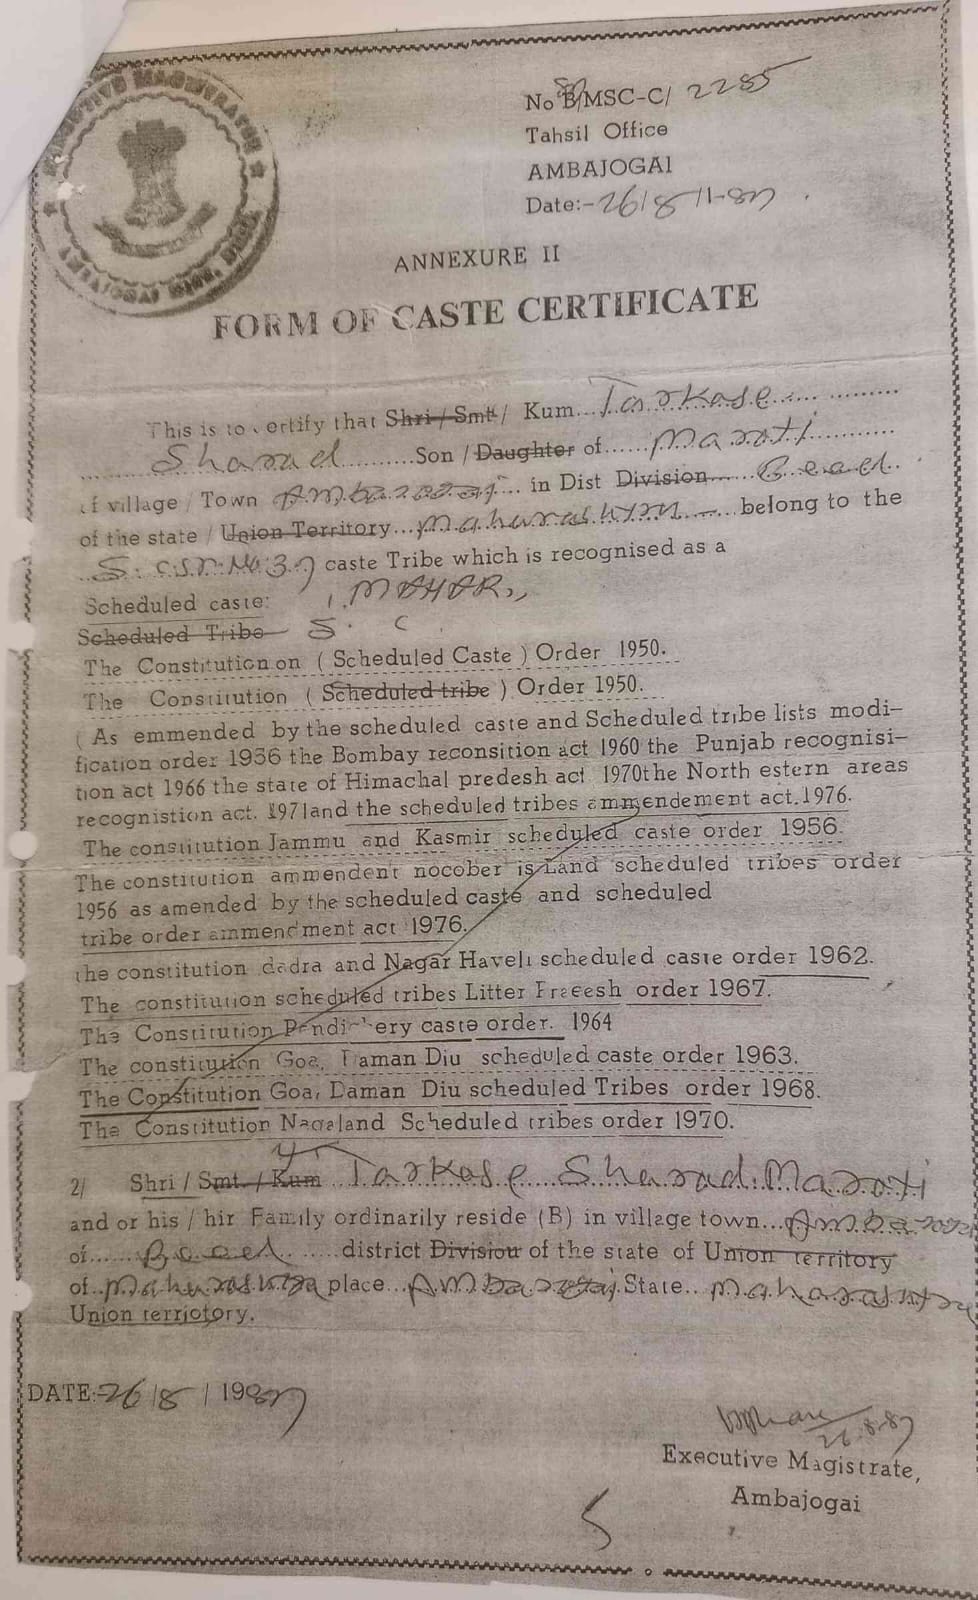 EXECUTIVE MAGISTRATE
AMBAJOGAI DIST. BEED
No B/MSC-C/ 2285
Tahsil Office
AMBAJOGAI
Date:- 26/8/1-87
ANNEXURE II
FORM OF CASTE CERTIFICATE
This is to certify that Shri / Smt / Kum... Tarkase
Sharad Son / Daughter of...... Maroti
of village / Town Ambajogai in Dist Division... Beed
of the state / Union Territory... Maharashtra belong to the
S. C. Sr. No. 37 caste Tribe which is recognised as a
Scheduled caste: MAHAR,,
Scheduled Tribe S. C
The Constitution on ( Scheduled Caste ) Order 1950.
The Constitution ( Scheduled tribe ) Order 1950.
( As emmended by the scheduled caste and Scheduled tribe lists modi-
fication order 1956 the Bombay reconsition act 1960 the Punjab recognisi-
tion act 1966 the state of Himachal predesh act 1970the North estern areas
recognistion act. 1971and the scheduled tribes ammendement act.1976.
The constitution Jammu and Kasmir scheduled caste order 1956.
The constitution ammendent nocober is Land scheduled tribes order
1956 as amended by the scheduled caste and scheduled
tribe order ammendment act 1976.
the constitution dadra and Nagar Haveli scheduled caste order 1962.
The constitution scheduled tribes Litter Fraeesh order 1967.
The Constitution Pondichery caste order. 1964
The constitution Goa, Daman Diu scheduled caste order 1963.
The Constitution Goa, Daman Diu scheduled Tribes order 1968.
The Constitution Nagaland Scheduled tribes order 1970.
2/ Shri / Smt. / Kum Tarkase Sharad Maroti
and or his / hir Family ordinarily reside (B) in village town... Ambajogai
of...... Beed ......district Division of the state of Union territory
of Maharashtra place Ambajogai State.. Maharashtra
Union terriotory.
DATE:- 26/8 / 1987
26-8-87
Executive Magistrate,
Ambajogai